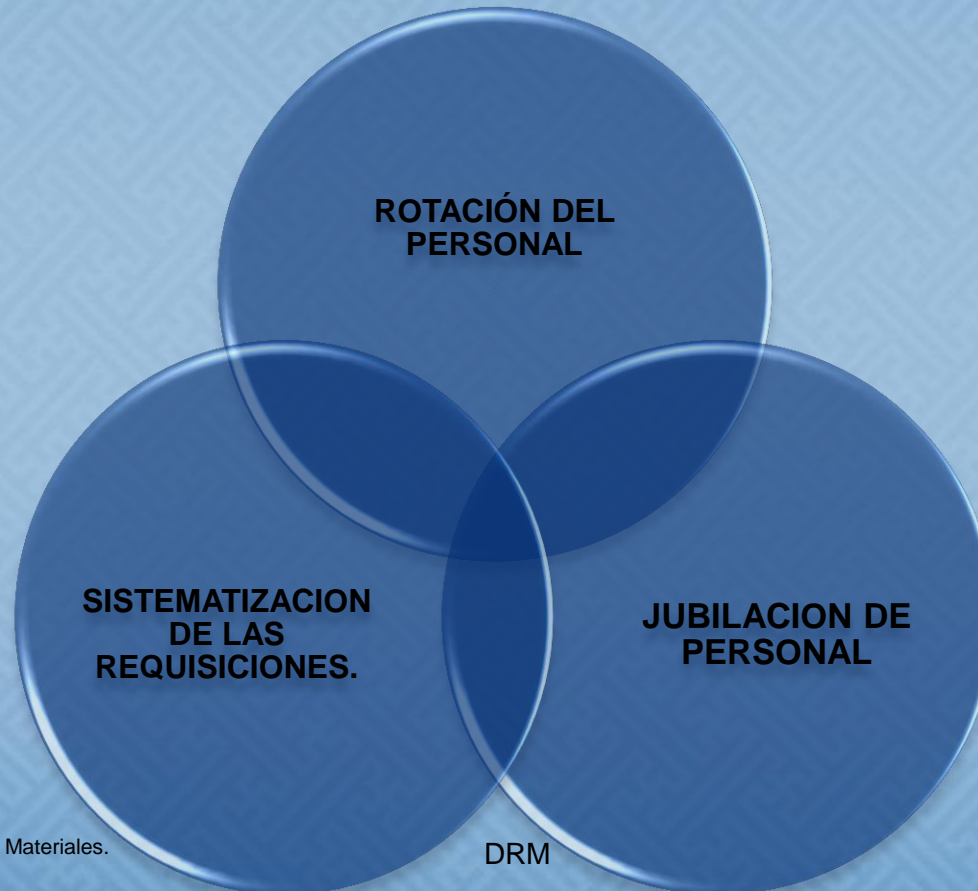 ROTACIÓN DEL
PERSONAL
SISTEMATIZACION
DE LAS
REQUISICIONES.
JUBILACION DE
PERSONAL
Materiales.
DRM